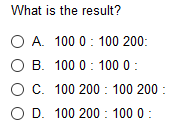 What is the result?
A. 100 0 : 100 200:
B. 100 0 : 100 0 :
C. 100 200 : 100 200 :
D. 100 200 : 100 0 :